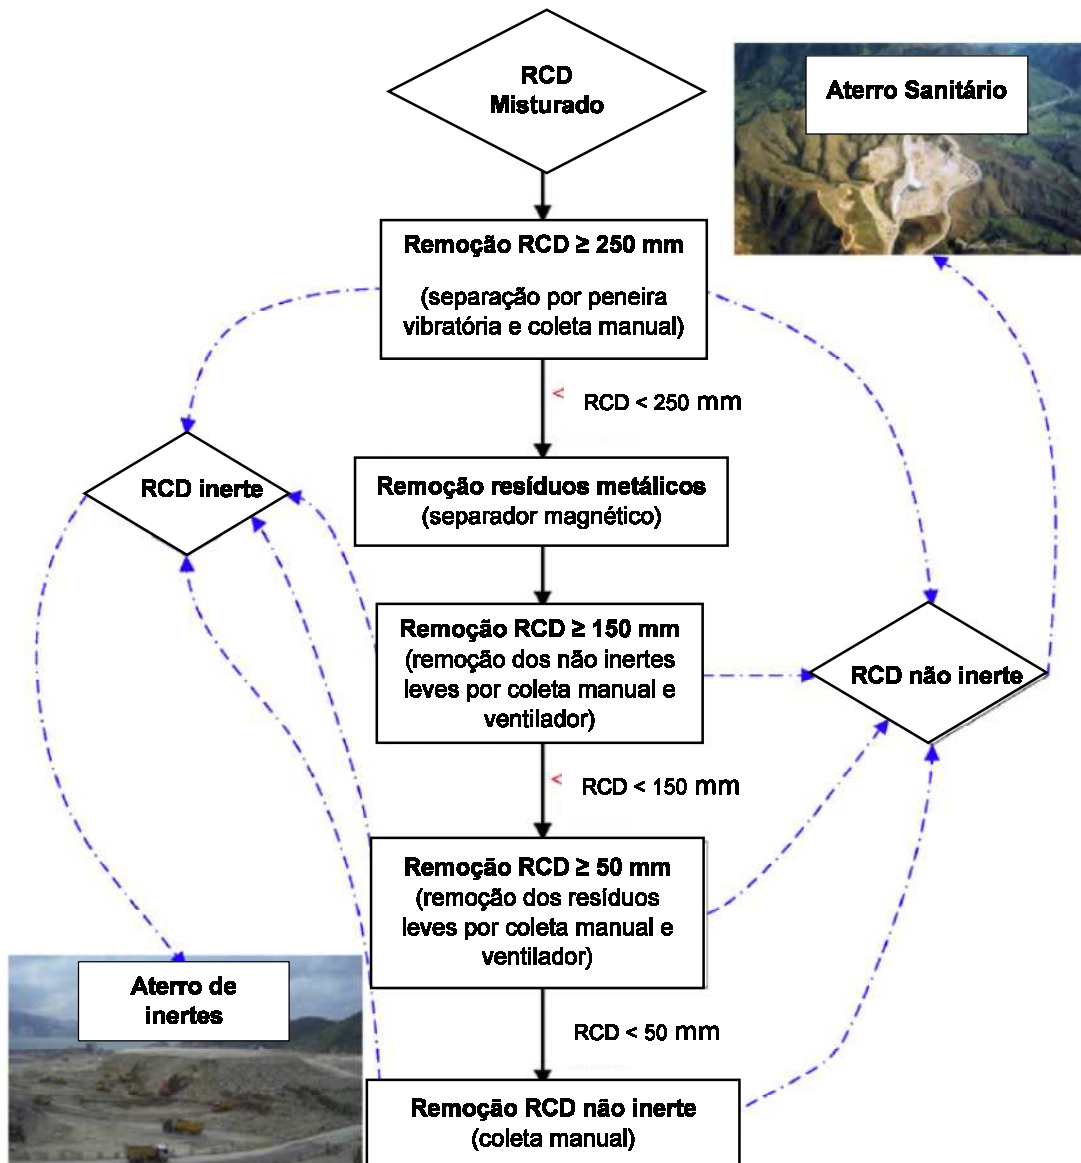 RCD
Misturado
Aterro Sanitário
Remoção RCD ≥ 250 mm
(separação por peneira
vibratória e coleta manual)
< RCD < 250 mm
RCD inerte
Remoção resíduos metálicos
(separador magnético)
Remoção RCD ≥ 150 mm
(remoção dos não inertes
leves por coleta manual e
ventilador)
RCD não inerte
< RCD < 150 mm
Remoção RCD ≥ 50 mm
(remoção dos resíduos
leves por coleta manual e
ventilador)
Aterro de
inertes
RCD < 50 mm
Remoção RCD não inerte
(coleta manual)